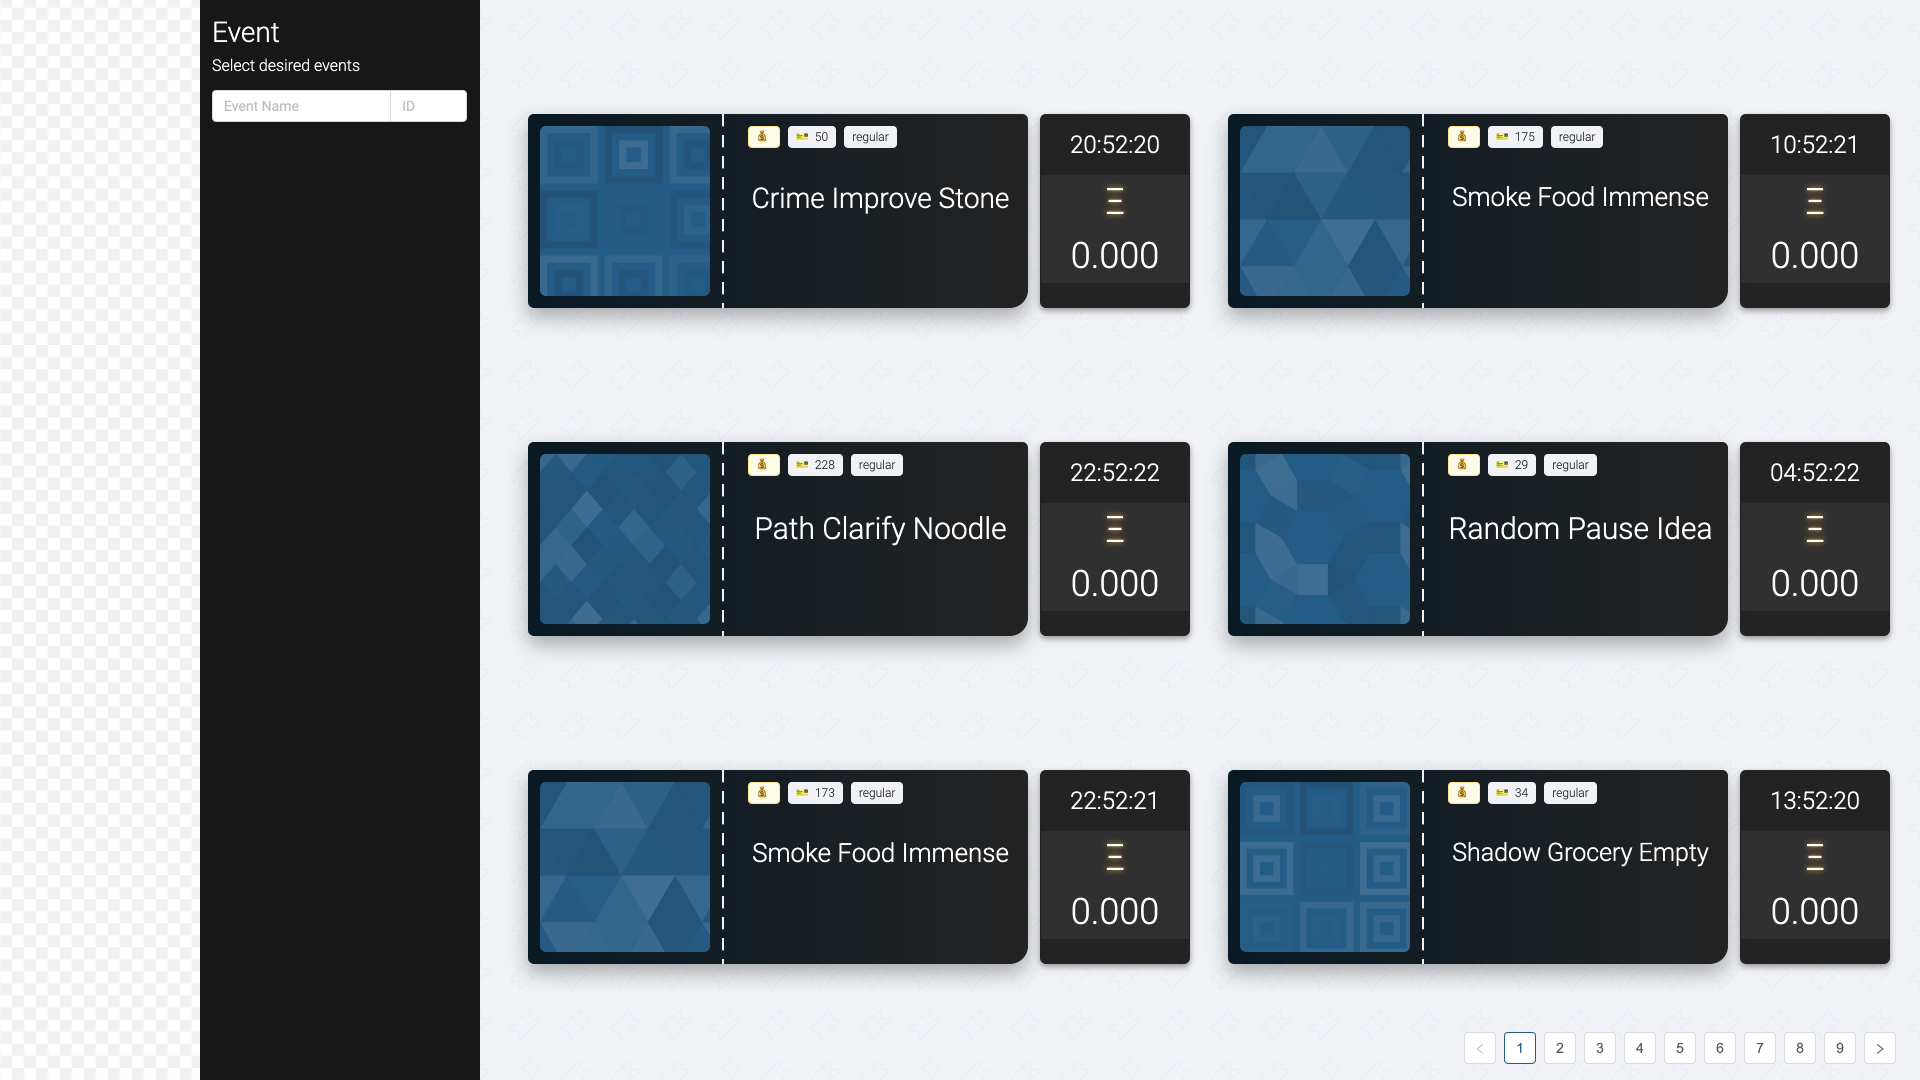 Event
Select desired events
Event Name ID
50 regular
Crime Improve Stone
20:52:20
Ξ
0.000
175 regular
Smoke Food Immense
10:52:21
Ξ
0.000
228 regular
Path Clarify Noodle
22:52:22
Ξ
0.000
29 regular
Random Pause Idea
04:52:22
Ξ
0.000
173 regular
Smoke Food Immense
22:52:21
Ξ
0.000
34 regular
Shadow Grocery Empty
13:52:20
Ξ
0.000
< 1 2 3 4 5 6 7 8 9 >